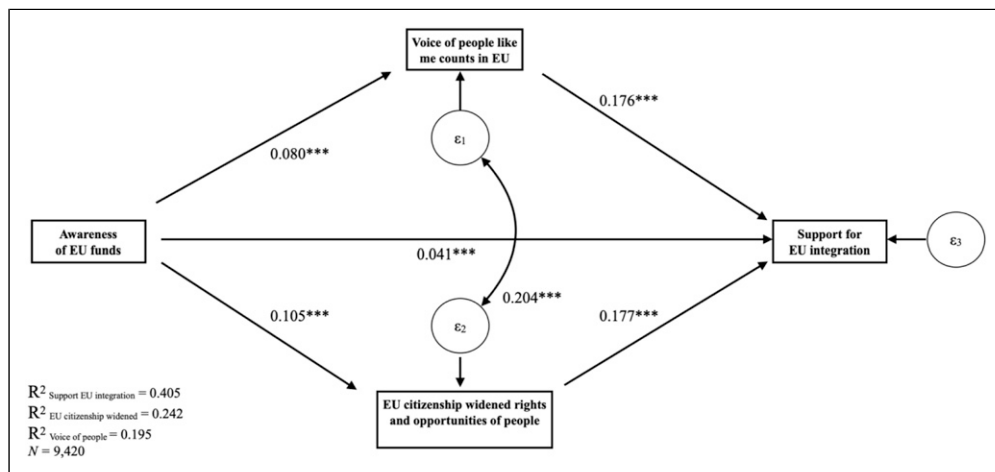 Voice of people like
me counts in EU
0.176***
ε1
0.080***
Awareness
of EU funds
Support for
EU integration
ε3
0.041***
0.204***
ε2
0.105***
0.177***
EU citizenship widened rights
and opportunities of people
R² Support EU integration = 0.405
R² EU citizenship widened = 0.242
R² Voice of people = 0.195
N = 9,420